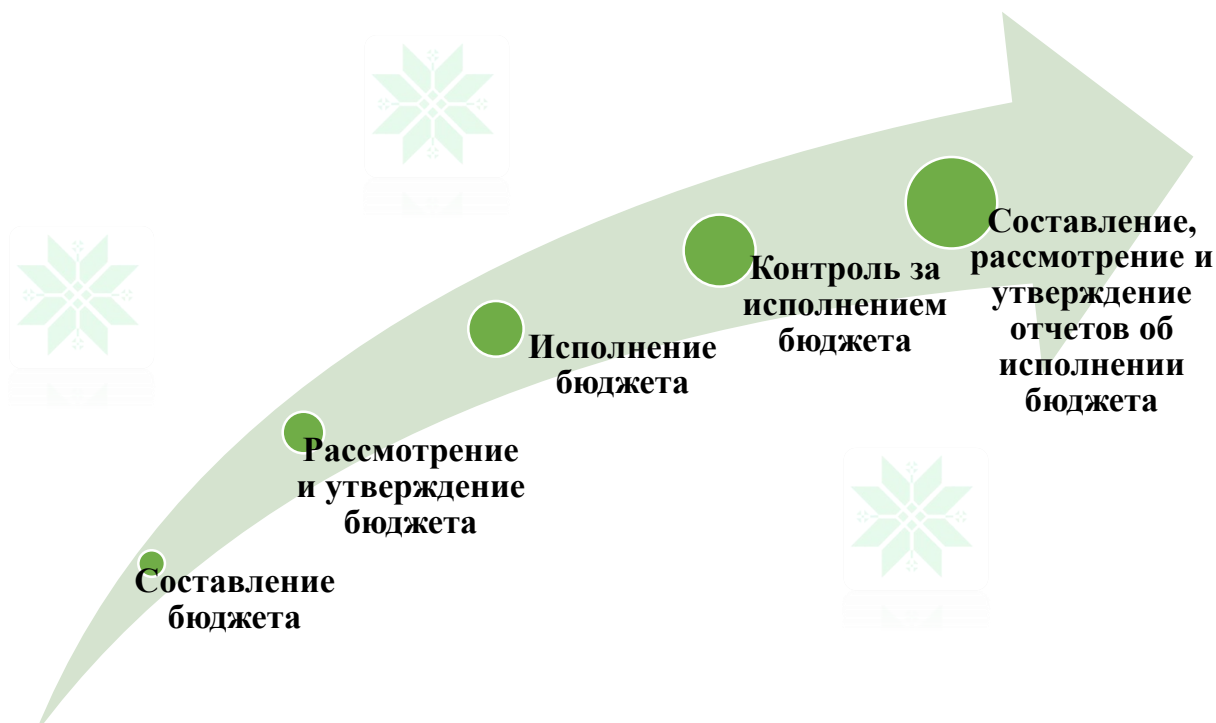 Составление
бюджета
Рассмотрение
и утверждение
бюджета
Исполнение
бюджета
Контроль за
исполнением
бюджета
Составление,
рассмотрение и
утверждение
отчетов об
исполнении
бюджета